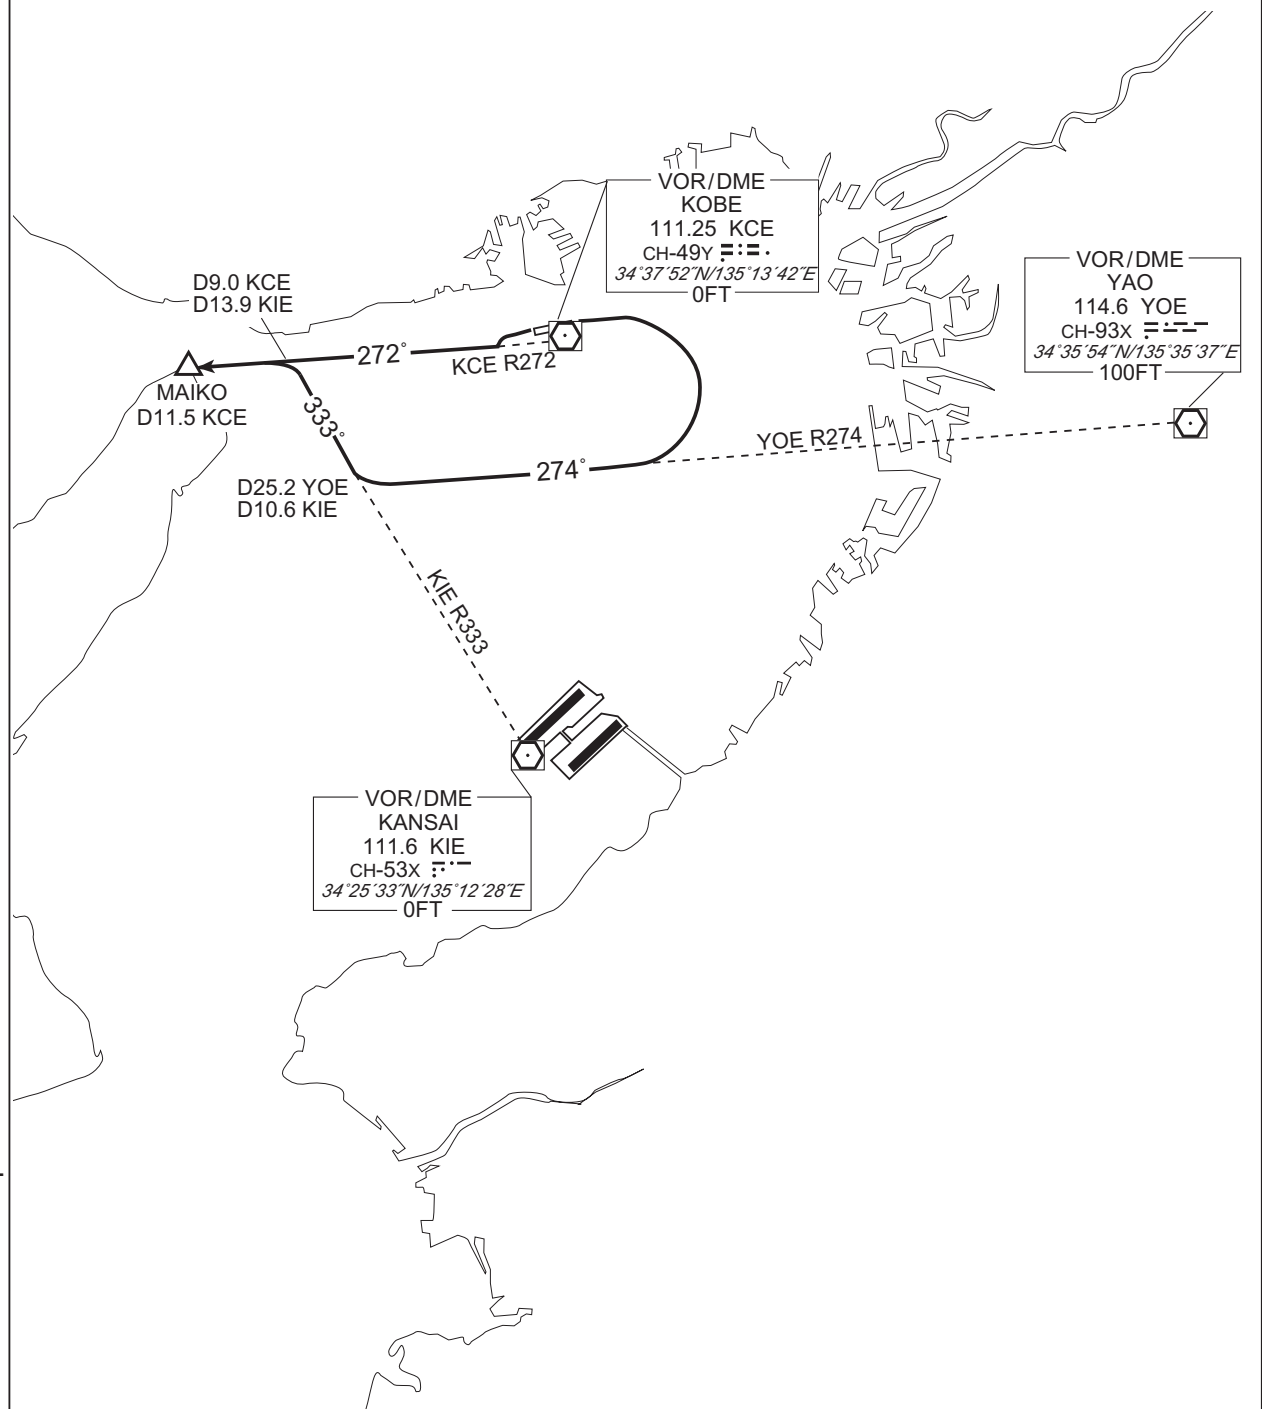 VOR/DME
KOBE
111.25 KCE
CH-49Y
34°37′52″N/135°13′42″E
0FT
VOR/DME
YAO
114.6 YOE
CH-93X
34°35′54″N/135°35′37″E
100FT
D9.0 KCE
D13.9 KIE
272°
KCE R272
MAIKO
D11.5 KCE
333°
YOE R274
274°
D25.2 YOE
D10.6 KIE
KIE R333
VOR/DME
KANSAI
111.6 KIE
CH-53X
34°25′33″N/135°12′28″E
0FT